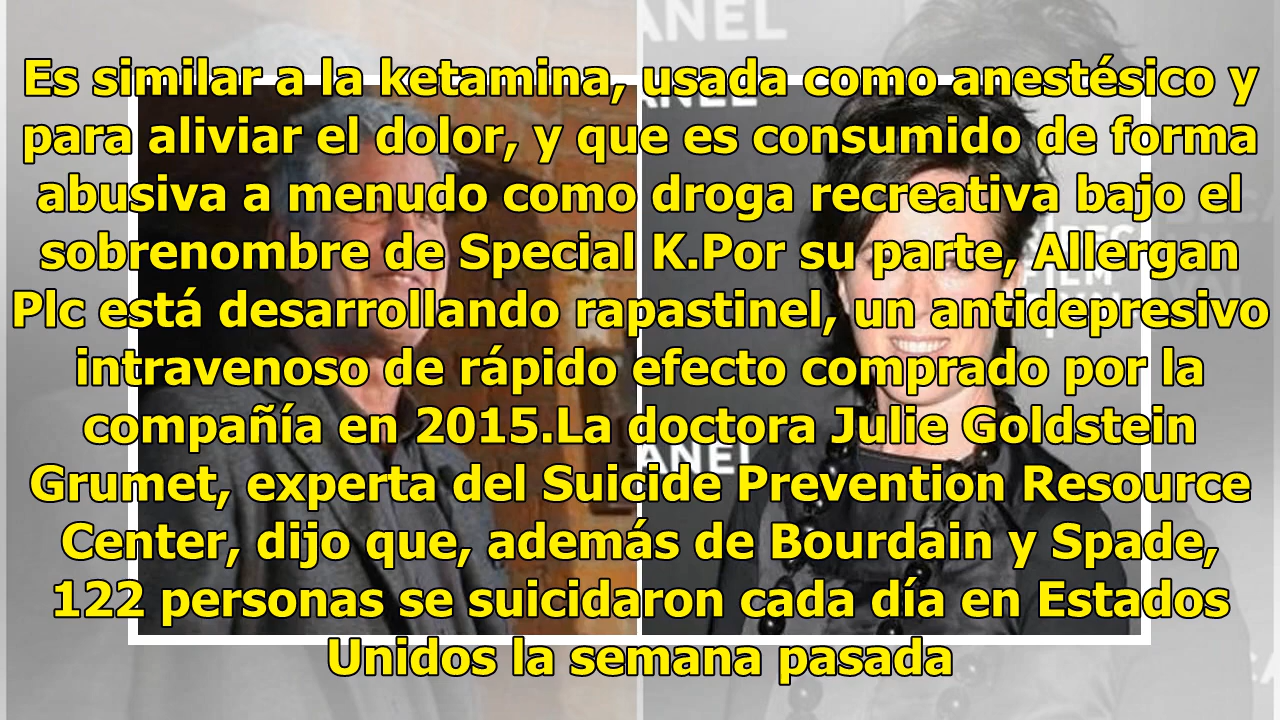 Es similar a la ketamina, usada como anestésico y
para aliviar el dolor, y que es consumido de forma
abusiva a menudo como droga recreativa bajo el
sobrenombre de Special K.Por su parte, Allergan
Plc está desarrollando rapastinel, un antidepresivo
intravenoso de rápido efecto comprado por la
compañía en 2015.La doctora Julie Goldstein
Grumet, experta del Suicide Prevention Resource
Center, dijo que, además de Bourdain y Spade,
122 personas se suicidaron cada día en Estados
Unidos la semana pasada
ANEL
ANEL
FILM